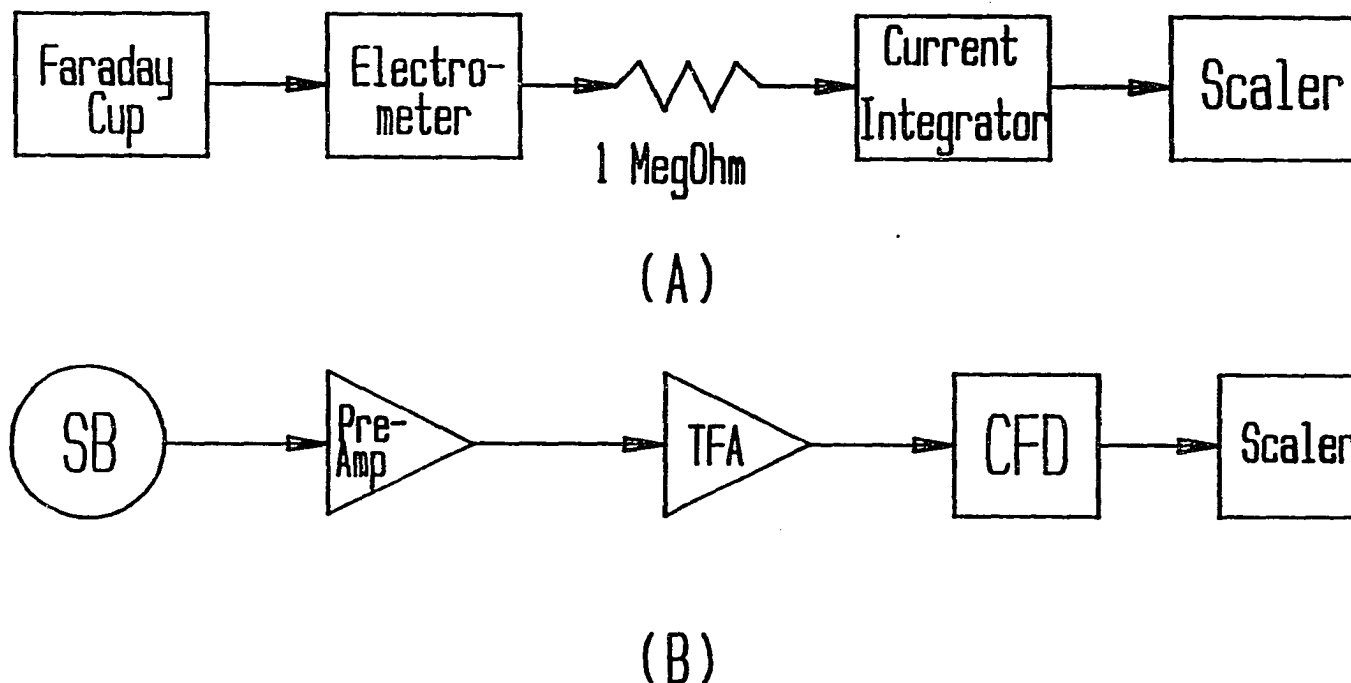 Faraday
Cup
Electro-
meter
1 MegOhm
Current
Integrator
Scaler
(A)
SB
Pre-
Amp
TFA
CFD
Scaler
(B)